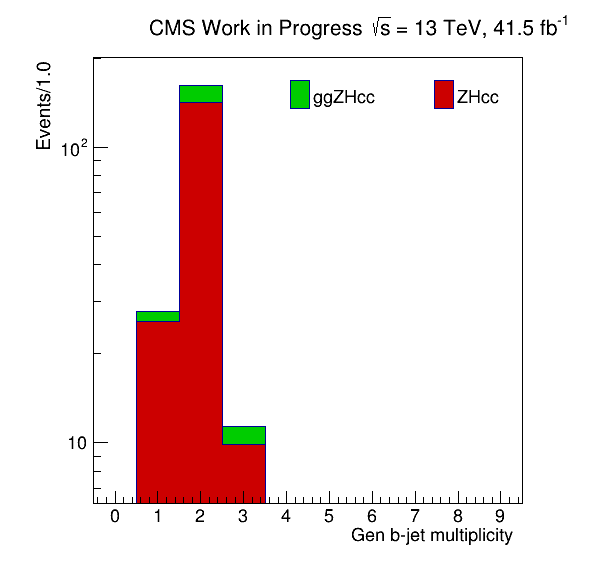 CMS Work in Progress √s = 13 TeV, 41.5 fb⁻¹
Events/1.0
ggZHcc ZHcc
10²
10
0 1 2 3 4 5 6 7 8 9
Gen b-jet multiplicity